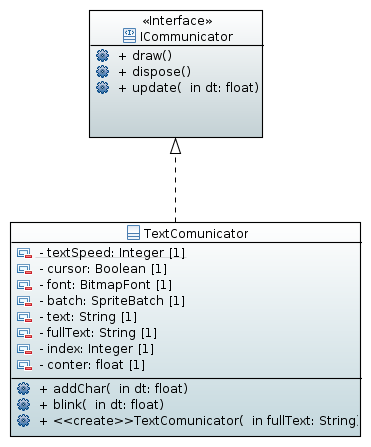 «Interface»
ICommunicator
+ draw()
+ dispose()
+ update(  in dt: float)
TextComunicator
- textSpeed: Integer [1]
- cursor: Boolean [1]
- font: BitmapFont [1]
- batch: SpriteBatch [1]
- text: String [1]
- fullText: String [1]
- index: Integer [1]
- conter: float [1]
+ addChar(  in dt: float)
+ blink(  in dt: float)
+ <<create>>TextComunicator(  in fullText: String)